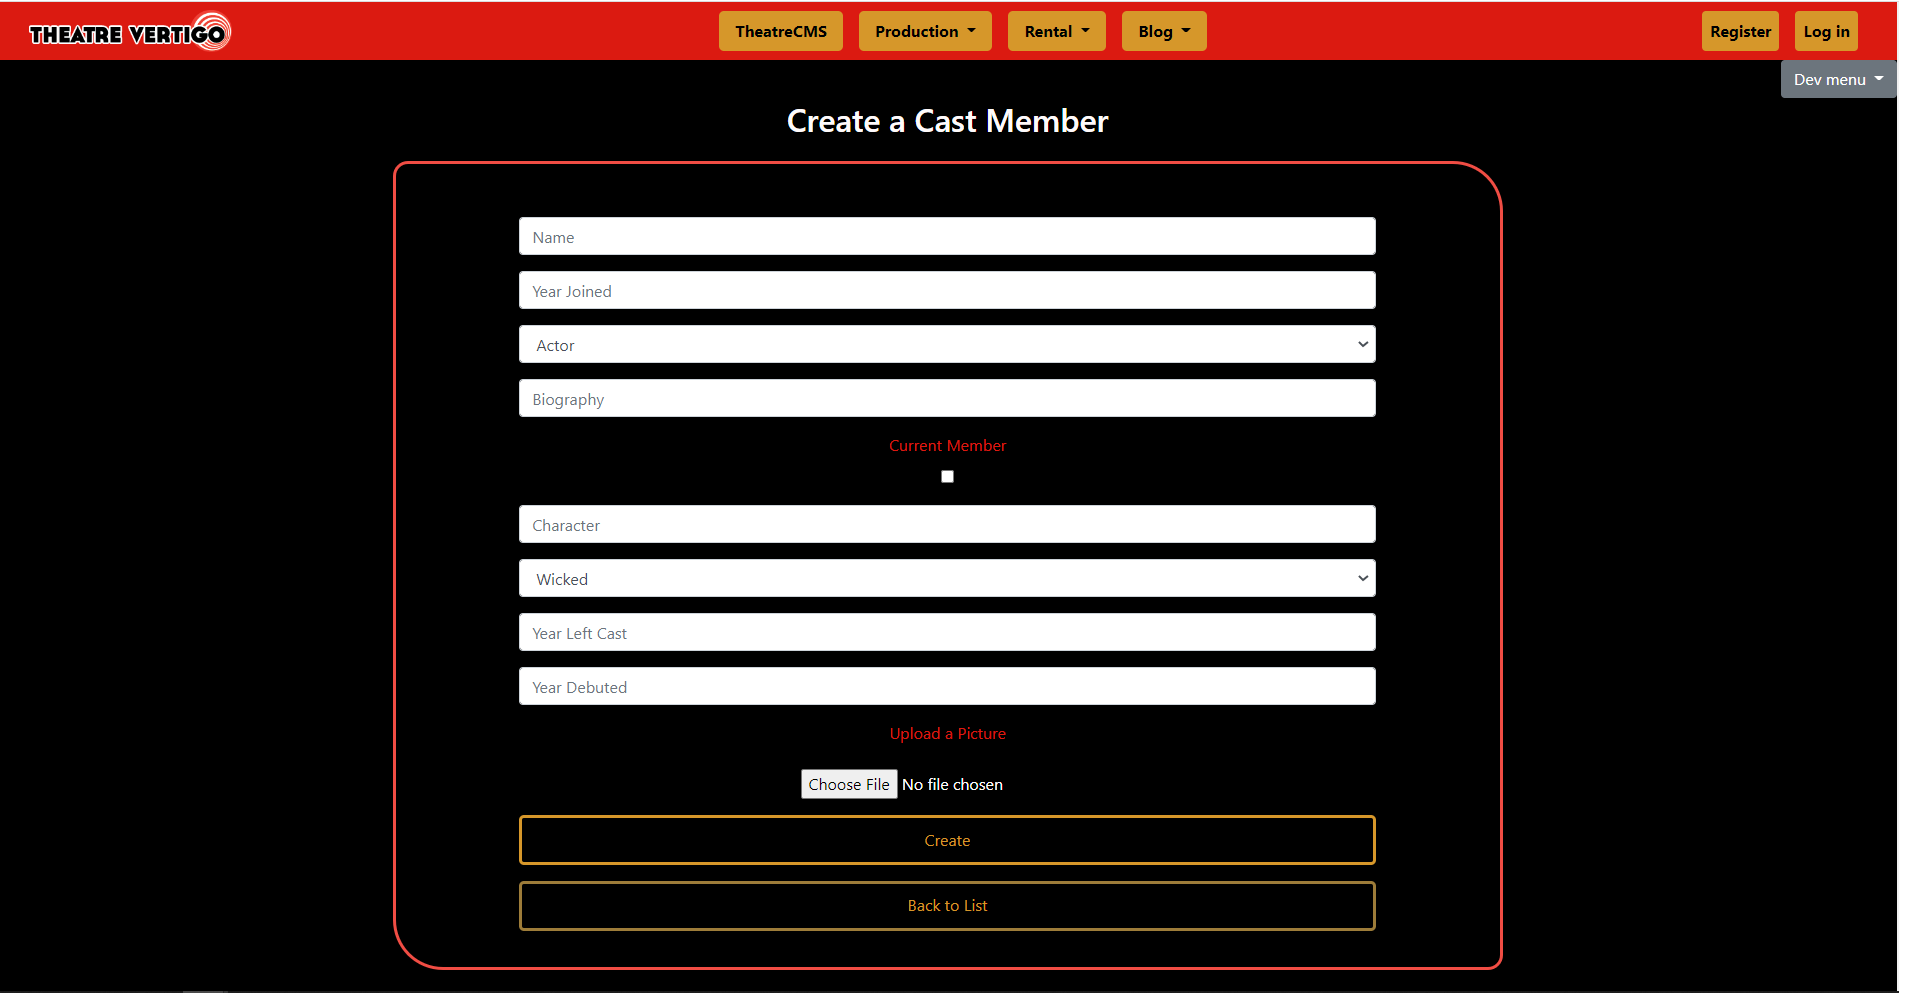 THEATRE VERTIGO
TheatreCMS Production Rental Blog
Register Log in
Dev menu
Create a Cast Member
Name
Year Joined
Actor
Biography
Current Member
Character
Wicked
Year Left Cast
Year Debuted
Upload a Picture
Choose File No file chosen
Create
Back to List